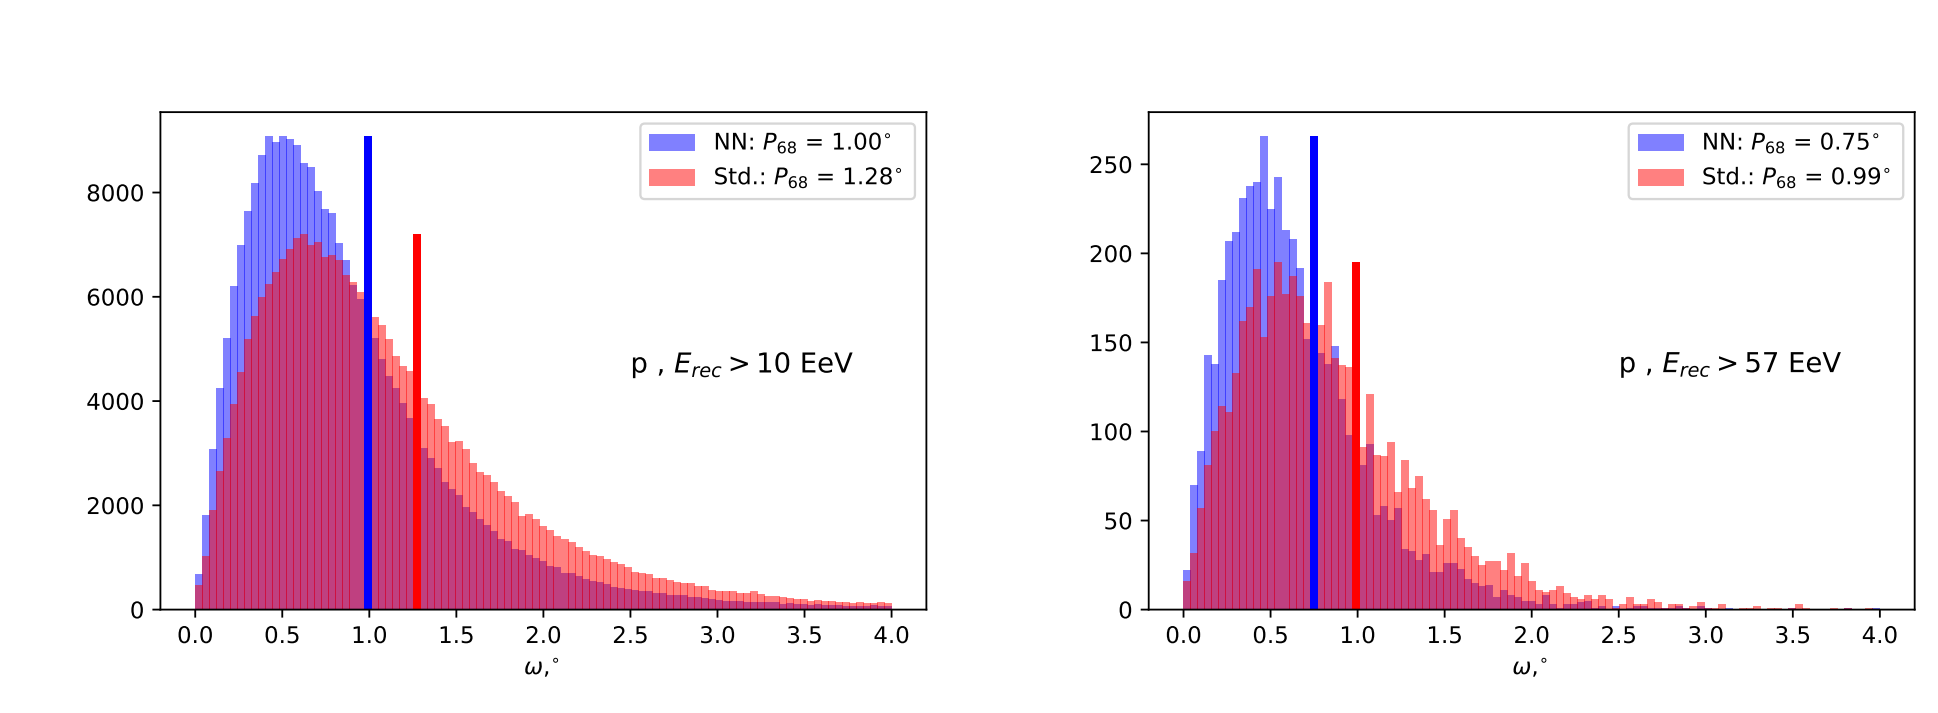 NN: P₆₈ = 1.00°
Std.: P₆₈ = 1.28°
p , E_rec > 10 EeV
8000
6000
4000
2000
0
0.0 0.5 1.0 1.5 2.0 2.5 3.0 3.5 4.0
ω,°
NN: P₆₈ = 0.75°
Std.: P₆₈ = 0.99°
p , E_rec > 57 EeV
250
200
150
100
50
0
0.0 0.5 1.0 1.5 2.0 2.5 3.0 3.5 4.0
ω,°